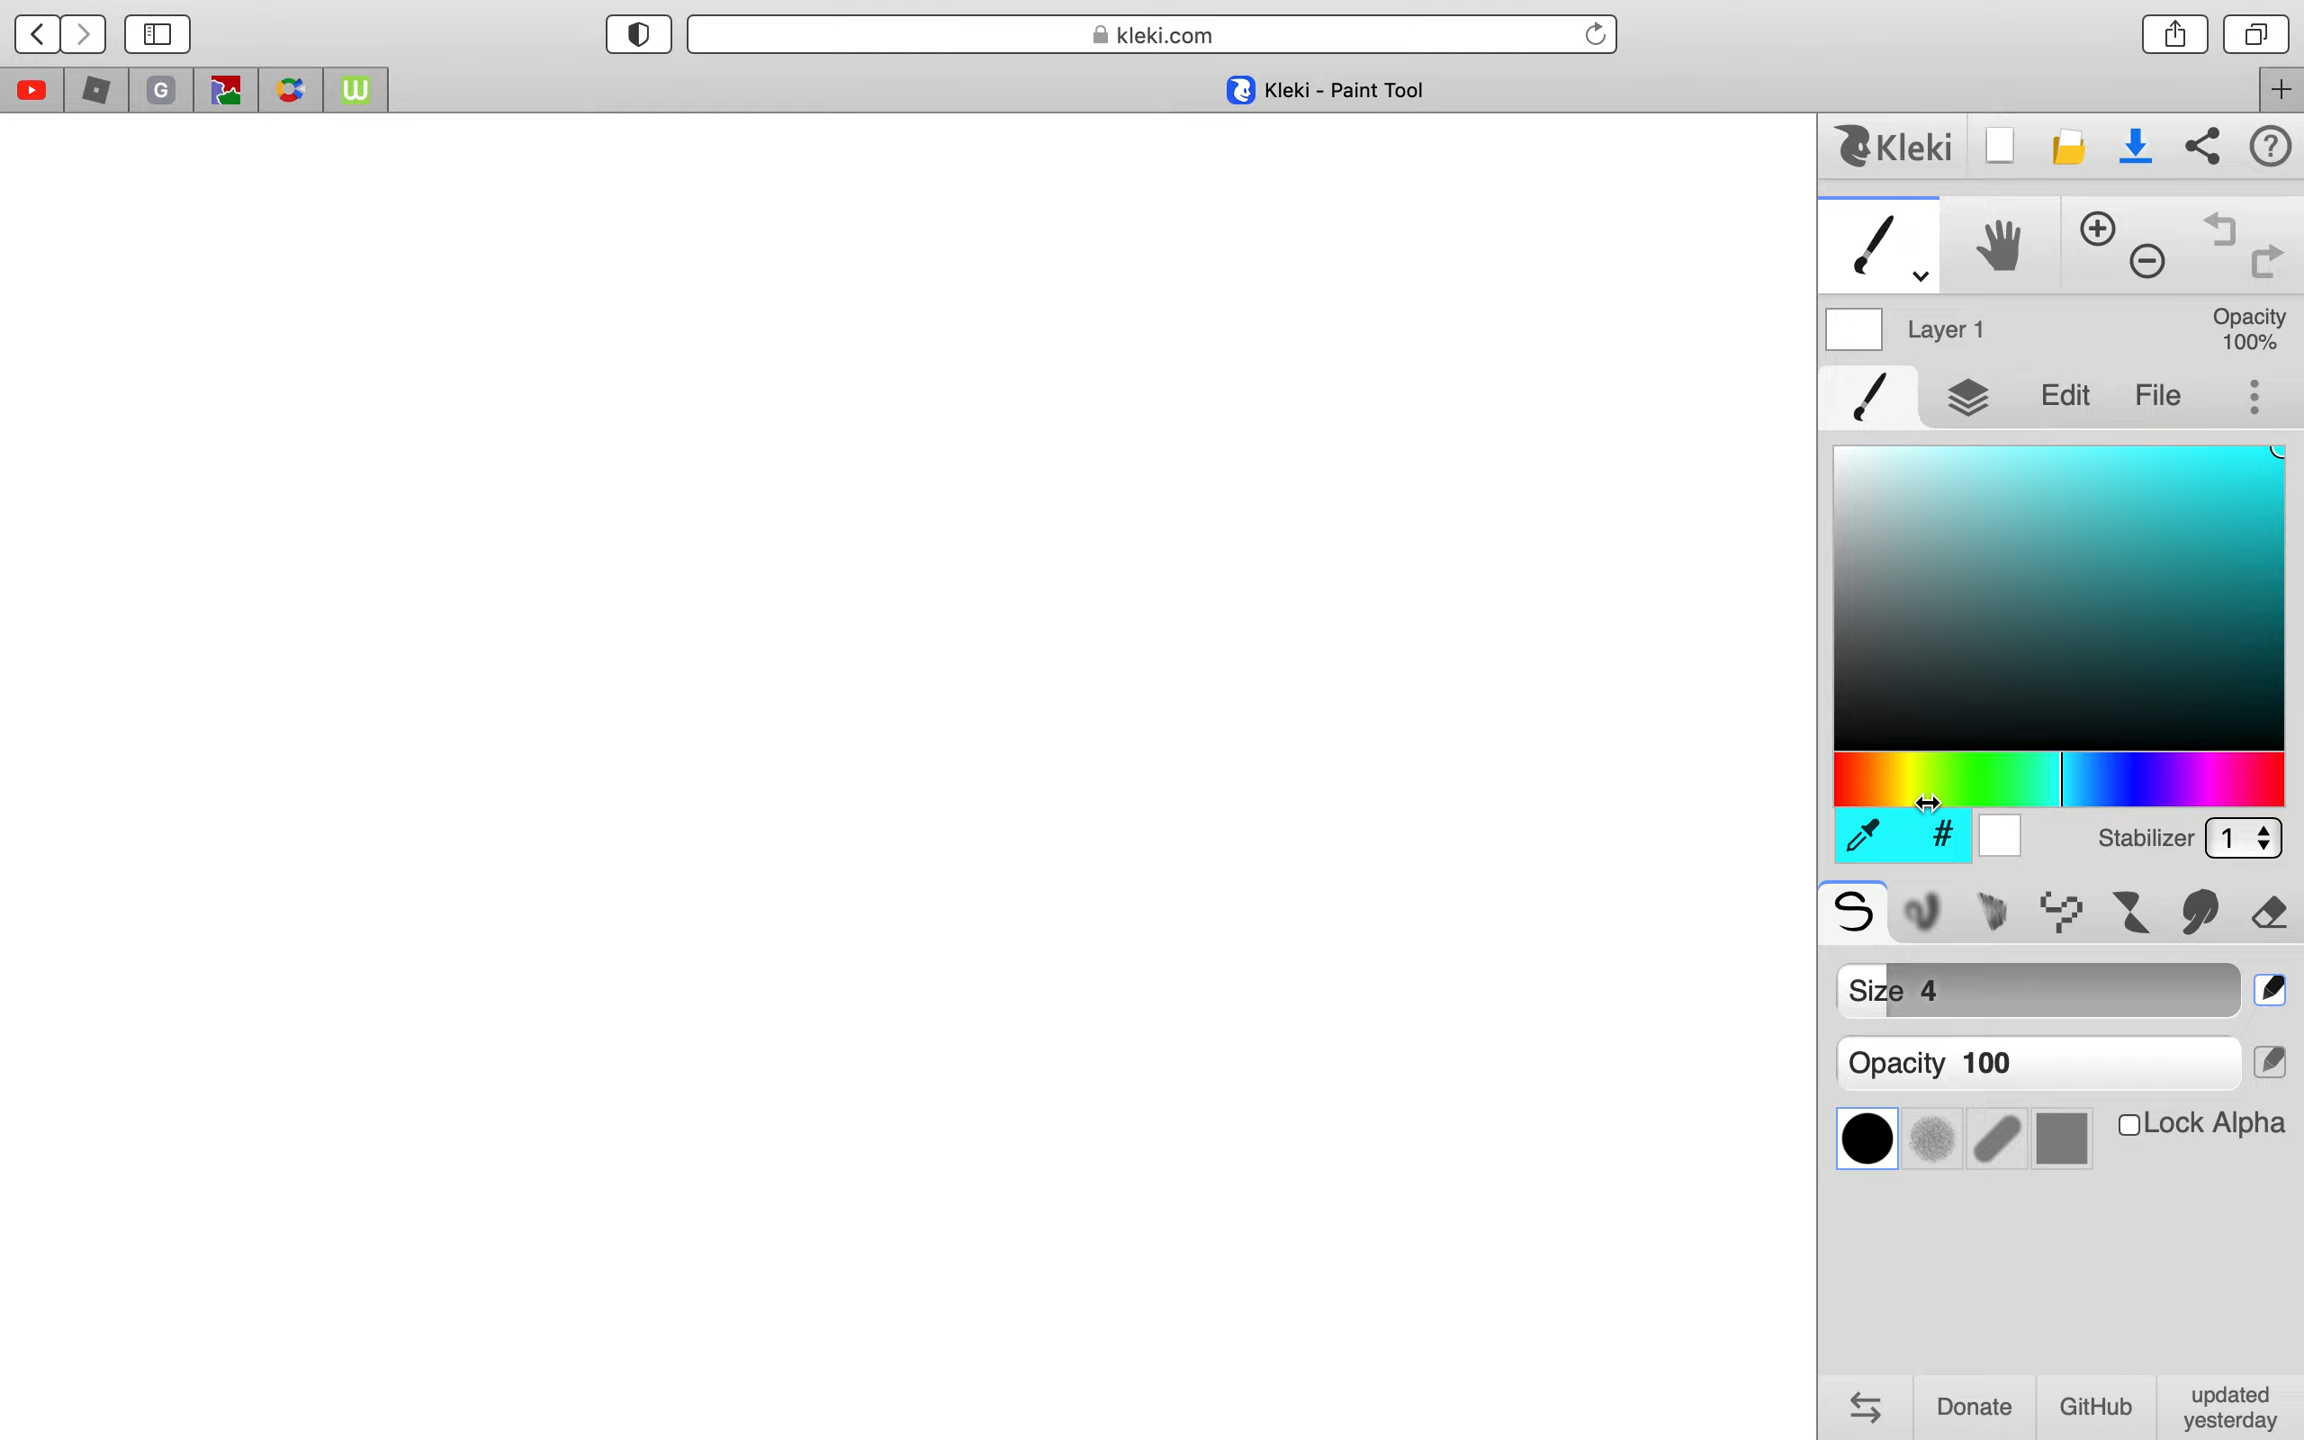 kleki.com
G
W
Kleki - Paint Tool
Kleki
Layer 1
Opacity
100%
Edit
File
#
Stabilizer 1
Size 4
Opacity 100
Lock Alpha
Donate
GitHub
updated
yesterday